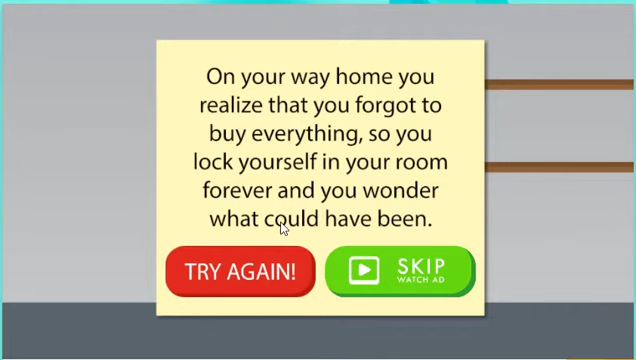 On your way home you
realize that you forgot to
buy everything, so you
lock yourself in your room
forever and you wonder
what could have been.
TRY AGAIN!
SKIP
WATCH AD